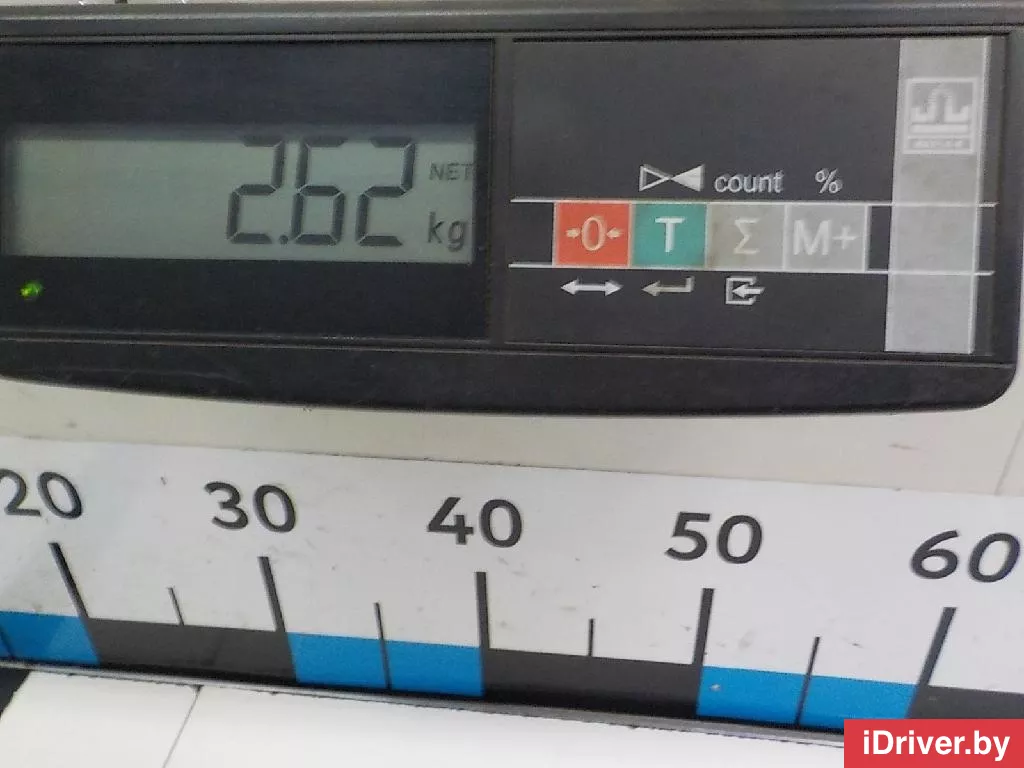 2.62 NET kg
count %
→0← T Σ M+
20 30 40 50 60
iDriver.by